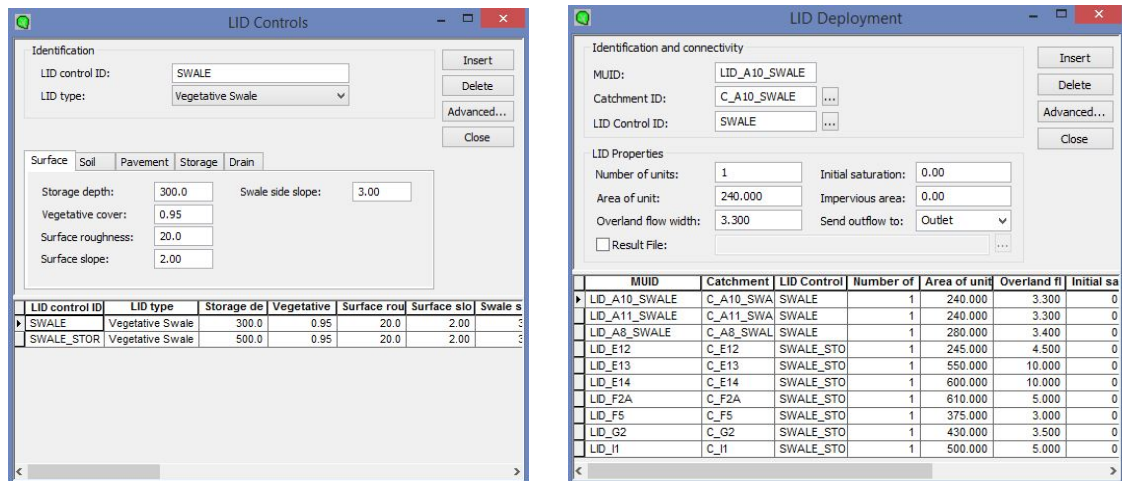 LID Controls
Identification
LID control ID: SWALE
LID type: Vegetative Swale
Insert
Delete
Advanced...
Close
Surface Soil Pavement Storage Drain
Storage depth: 300.0 Swale side slope: 3.00
Vegetative cover: 0.95
Surface roughness: 20.0
Surface slope: 2.00
LID control ID LID type Storage de Vegetative Surface rou Surface slo Swale s
SWALE Vegetative Swale 300.0 0.95 20.0 2.00 3
SWALE_STOR Vegetative Swale 500.0 0.95 20.0 2.00 3
LID Deployment
Identification and connectivity
MUID: LID_A10_SWALE
Catchment ID: C_A10_SWALE ...
LID Control ID: SWALE ...
Insert
Delete
Advanced...
Close
LID Properties
Number of units: 1 Initial saturation: 0.00
Area of unit: 240.000 Impervious area: 0.00
Overland flow width: 3.300 Send outflow to: Outlet
Result File: ...
MUID Catchment LID Control Number of Area of unit Overland fl Initial sa
LID_A10_SWALE C_A10_SWA SWALE 1 240.000 3.300 0
LID_A11_SWALE C_A11_SWA SWALE 1 240.000 3.300 0
LID_A8_SWALE C_A8_SWAL SWALE 1 280.000 3.400 0
LID_E12 C_E12 SWALE_STO 1 245.000 4.500 0
LID_E13 C_E13 SWALE_STO 1 550.000 10.000 0
LID_E14 C_E14 SWALE_STO 1 600.000 10.000 0
LID_F2A C_F2A SWALE_STO 1 610.000 5.000 0
LID_F5 C_F5 SWALE_STO 1 375.000 3.000 0
LID_G2 C_G2 SWALE_STO 1 430.000 3.500 0
LID_I1 C_I1 SWALE_STO 1 500.000 5.000 0